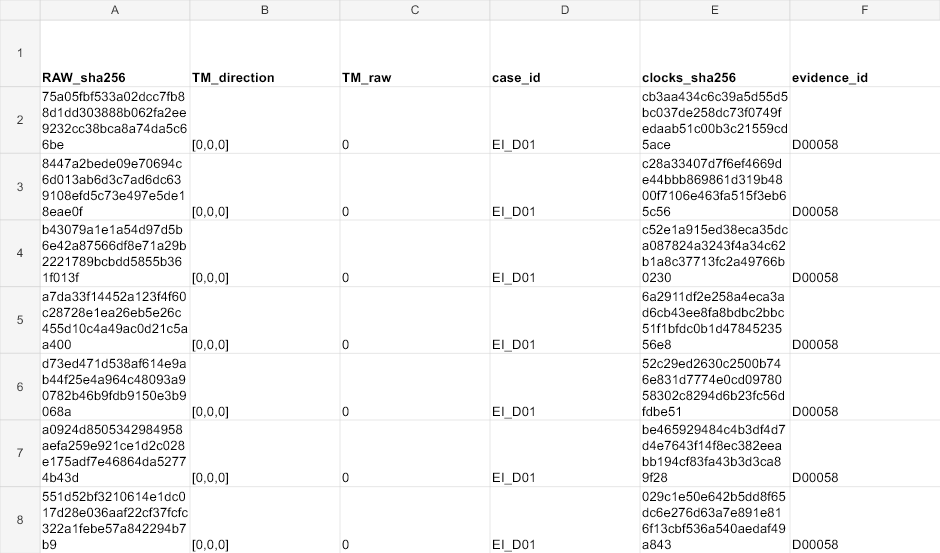 A B C D E F
1 RAW_sha256 TM_direction TM_raw case_id clocks_sha256 evidence_id
75a05fbf533a02dcc7fb8 cb3aa434c6c39a5d55d5
8d1dd303888b062fa2ee bc037de258dc73f0749f
9232cc38bca8a74da5c6 edaab51c00b3c21559cd
2 6be [0,0,0] 0 EI_D01 5ace D00058
8447a2bede09e70694c c28a33407d7f6ef4669d
6d013ab6d3c7ad6dc63 e44bbb869861d319b48
9108efd5c73e497e5de1 00f7106e463fa515f3eb6
3 8eae0f [0,0,0] 0 EI_D01 5c56 D00058
b43079a1e1a54d97d5b c52e1a915ed38eca35dc
6e42a87566df8e71a29b a087824a3243f4a34c62
2221789bcbdd5855b36 b1a8c37713fc2a49766b
4 1f013f [0,0,0] 0 EI_D01 0230 D00058
a7da33f14452a123f4f60 6a2911df2e258a4eca3a
c28728e1ea26eb5e26c d6cb43ee8fa8bdbc2bbc
455d10c4a49ac0d21c5a 51f1bfdc0b1d47845235
5 a400 [0,0,0] 0 EI_D01 56e8 D00058
d73ed471d538af614e9a 52c29ed2630c2500b74
b44f25e4a964c48093a9 6e831d7774e0cd09780
0782b46b9fdb9150e3b9 58302c8294d6b23fc56d
6 068a [0,0,0] 0 EI_D01 fdbe51 D00058
a0924d8505342984958 be465929484c4b3df4d7
aefa259e921ce1d2c028 d4e7643f14f8ec382eea
e175adf7e46864da5277 bb194cf83fa43b3d3ca8
7 4b43d [0,0,0] 0 EI_D01 9f28 D00058
551d52bf3210614e1dc0 029c1e50e642b5dd8f65
17d28e036aaf22cf37fcfc dc6e276d63a7e891e81
322a1febe57a842294b7 6f13cbf536a540aedaf49
8 b9 [0,0,0] 0 EI_D01 a843 D00058